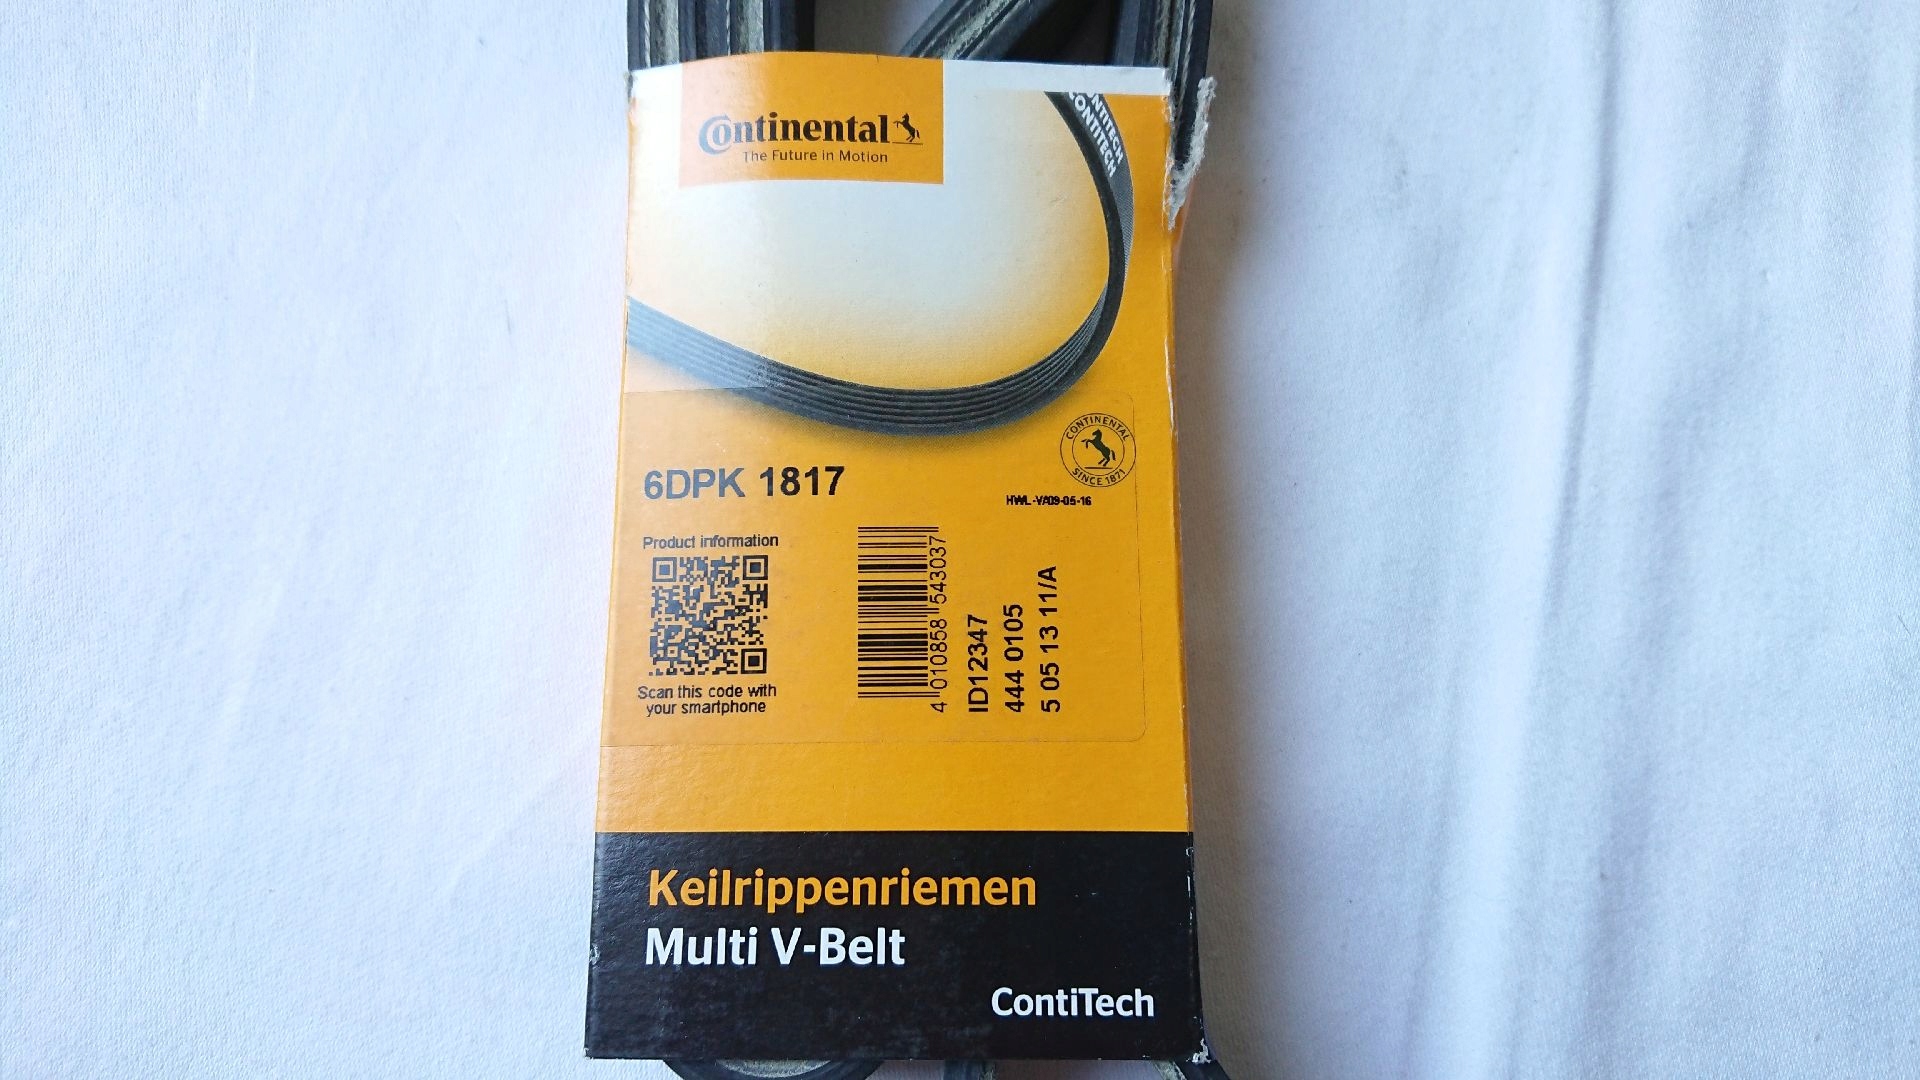 Continental
The Future in Motion
CONTITECH
CONTITECH
CONTINENTAL
SINCE 1871
6DPK 1817
HWL-VA09-05-16
Product information
Scan this code with
your smartphone
4 010858 543037
ID12347
444 0105
5 05 13 11/A
Keilrippenriemen
Multi V-Belt
ContiTech